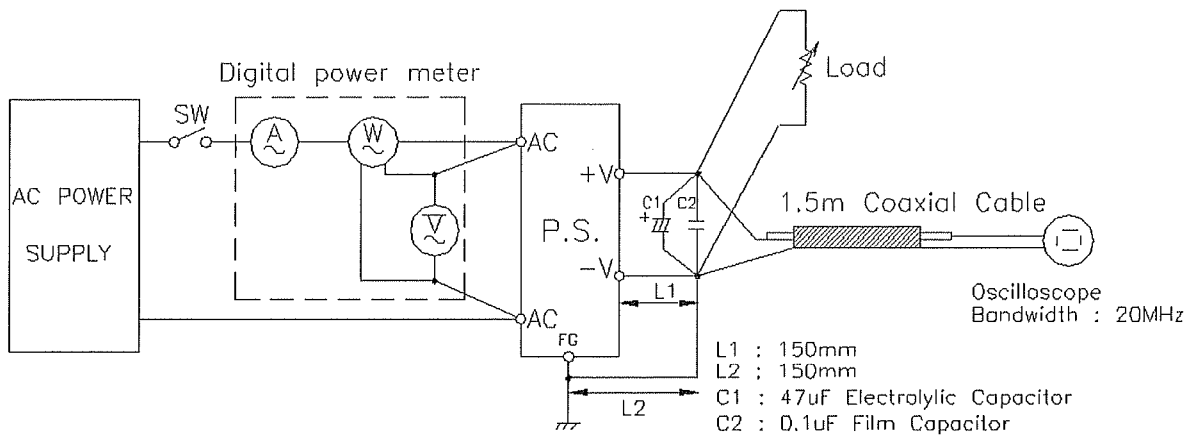 Digital power meter
SW
A
W
V
AC POWER
SUPPLY
AC
AC
P.S.
FG
+V
-V
C1
+
C2
Load
1.5m Coaxial Cable
Oscilloscope
Bandwidth : 20MHz
L1
L2
L1 : 150mm
L2 : 150mm
C1 : 47uF Electrolylic Capacitor
C2 : 0.1uF Film Capacitor